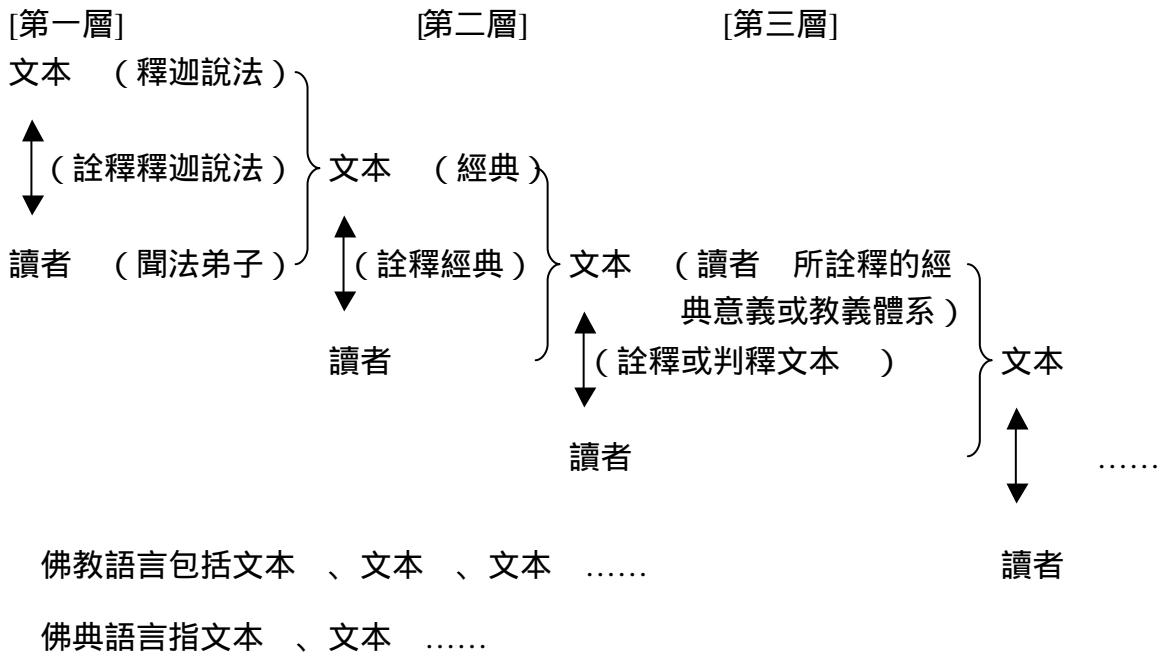 [第一層] [第二層] [第三層]
文本 （釋迦說法）
（詮釋釋迦說法） 文本 （經典）
讀者 （聞法弟子） （詮釋經典） 文本 （讀者 所詮釋的經
典意義或教義體系）
讀者 （詮釋或判釋文本 ） 文本
讀者 ……
佛教語言包括文本 、文本 、文本 …… 讀者
佛典語言指文本 、文本 ……